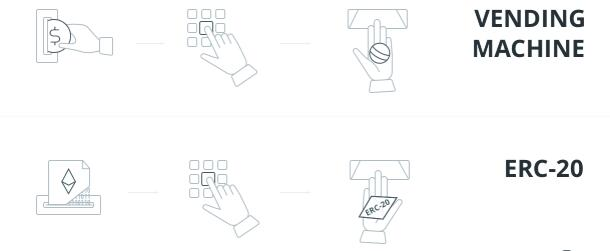 $
VENDING
MACHINE
ERC-20
ERC-20